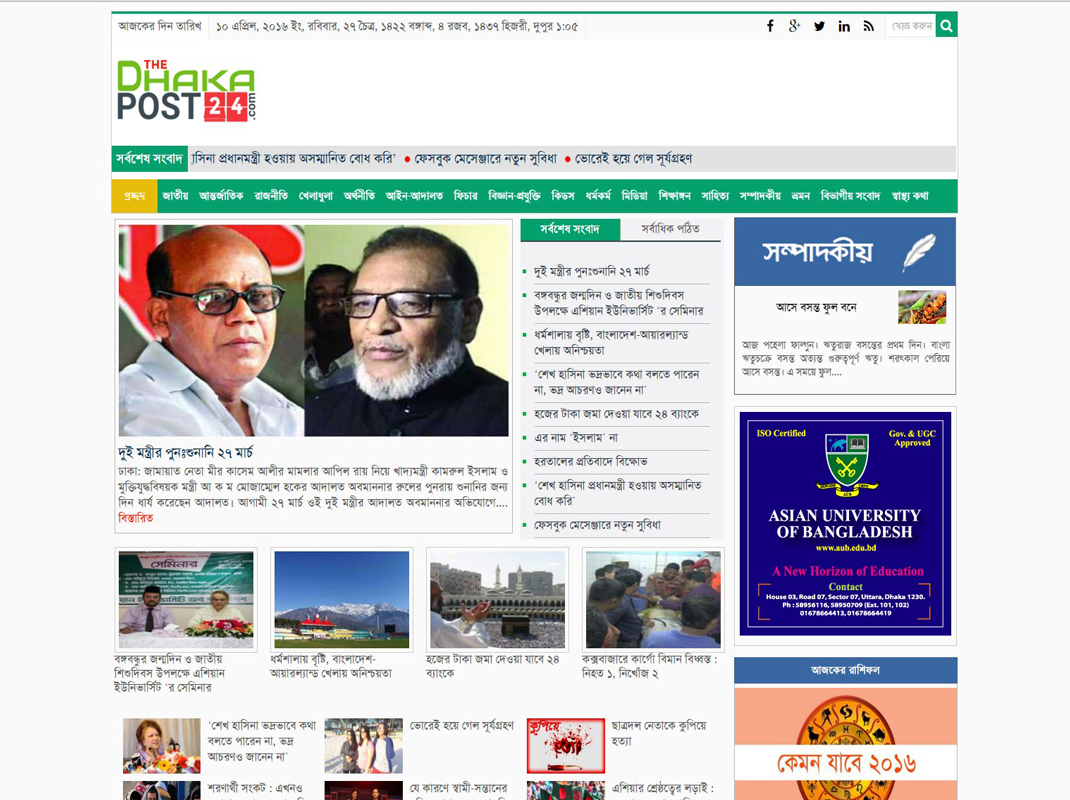 আজকের দিন তারিখ
১০ এপ্রিল, ২০১৬ ইং, রবিবার, ২৭ চৈত্র, ১৪২২ বঙ্গাব্দ, ৪ রজব, ১৪৩৭ হিজরী, দুপুর ১:০৫
খোজ করুন
THE
DHAKA
POST 24 .com
সর্বশেষ সংবাদ
াসিনা প্রধানমন্ত্রী হওয়ায় অসম্মানিত বোধ করি’ ● ফেসবুক মেসেঞ্জারে নতুন সুবিধা ● ভোরেই হয়ে গেল সূর্যগ্রহণ
প্রচ্ছদ জাতীয় আন্তর্জাতিক রাজনীতি খেলাধুলা অর্থনীতি আইন-আদালত ফিচার বিজ্ঞান-প্রযুক্তি কিডস ধর্মকর্ম মিডিয়া শিক্ষাঙ্গন সাহিত্য সম্পাদকীয় ভ্রমন বিভাগীয় সংবাদ স্বাস্থ্য কথা
দুই মন্ত্রীর পুনঃশুনানি ২৭ মার্চ
ঢাকা: জামায়াত নেতা মীর কাসেম আলীর মামলার আপিল রায় নিয়ে খাদ্যমন্ত্রী কামরুল ইসলাম ও
মুক্তিযুদ্ধবিষয়ক মন্ত্রী আ ক ম মোজাম্মেল হকের আদালত অবমাননার রুলের পুনরায় শুনানির জন্য
দিন ধার্য করেছেন আদালত। আগামী ২৭ মার্চ ওই দুই মন্ত্রীর আদালত অবমাননার অভিযোগে....
বিস্তারিত
সর্বশেষ সংবাদ
সর্বাধিক পঠিত
দুই মন্ত্রীর পুনঃশুনানি ২৭ মার্চ
বঙ্গবন্ধুর জন্মদিন ও জাতীয় শিশুদিবস
উপলক্ষে এশিয়ান ইউনিভার্সিটি ‘র সেমিনার
ধর্মশালায় বৃষ্টি, বাংলাদেশ-আয়ারল্যান্ড
খেলায় অনিশ্চয়তা
‘শেখ হাসিনা ভদ্রভাবে কথা বলতে পারেন
না, ভদ্র আচরণও জানেন না’
হজের টাকা জমা দেওয়া যাবে ২৪ ব্যাংকে
এর নাম ‘ইসলাম’ না
হরতালের প্রতিবাদে বিক্ষোভ
‘শেখ হাসিনা প্রধানমন্ত্রী হওয়ায় অসম্মানিত
বোধ করি’
ফেসবুক মেসেঞ্জারে নতুন সুবিধা
সম্পাদকীয়
আসে বসন্ত ফুল বনে
আজ পহেলা ফাল্গুন। ঋতুরাজ বসন্তের প্রথম দিন। বাংলা
ঋতুচক্রে বসন্ত অত্যন্ত গুরুত্বপূর্ণ ঋতু। শরৎকাল পেরিয়ে
আসে বসন্ত। এ সময়ে ফুল....
ISO Certified
Gov. & UGC
Approved
AUB
ASIAN UNIVERSITY
OF BANGLADESH
www.aub.edu.bd
A New Horizon of Education
Contact
House 03, Road 07, Sector 07, Uttara, Dhaka 1230.
Ph : 58956116, 58950709 (Ext. 101, 102)
01678664413, 01678664419
সেমিনার
বঙ্গবন্ধুর জন্মদিন ও জাতীয়
শিশুদিবস উপলক্ষে এশিয়ান
ইউনিভার্সিটি ‘র সেমিনার
ধর্মশালায় বৃষ্টি, বাংলাদেশ-
আয়ারল্যান্ড খেলায় অনিশ্চয়তা
হজের টাকা জমা দেওয়া যাবে ২৪
ব্যাংকে
কক্সবাজারে কার্গো বিমান বিধ্বস্ত :
নিহত ১, নিখোঁজ ২
আজকের রাশিফল
কেমন যাবে ২০১৬
‘শেখ হাসিনা ভদ্রভাবে কথা
বলতে পারেন না, ভদ্র
আচরণও জানেন না’
ভোরেই হয়ে গেল সূর্যগ্রহণ
কুপিয়ে
হত্যা
ছাত্রদল নেতাকে কুপিয়ে
হত্যা
শরণার্থী সংকট : এখনও
যে কারণে স্বামী-সন্তানের
এশিয়ার শ্রেষ্ঠত্বের লড়াই :